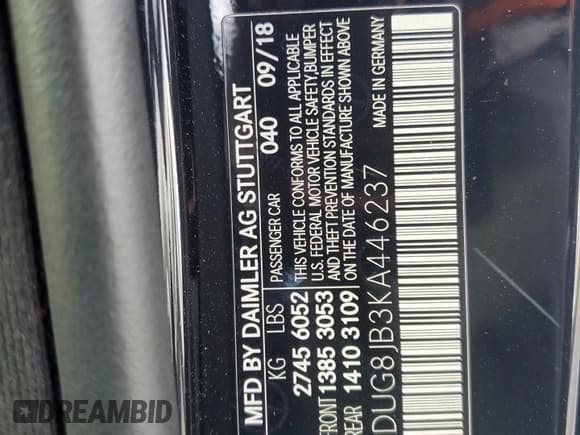 MFD BY DAIMLER AG STUTTGART
KG LBS PASSENGER CAR 040 09/18
2745 6052 THIS VEHICLE CONFORMS TO ALL APPLICABLE
U.S. FEDERAL MOTOR VEHICLE SAFETY, BUMPER
FRONT 1385 3053 AND THEFT PREVENTION STANDARDS IN EFFECT
REAR 1410 3109 ON THE DATE OF MANUFACTURE SHOWN ABOVE
DUG8JB3KA446237 MADE IN GERMANY
DREAMBID